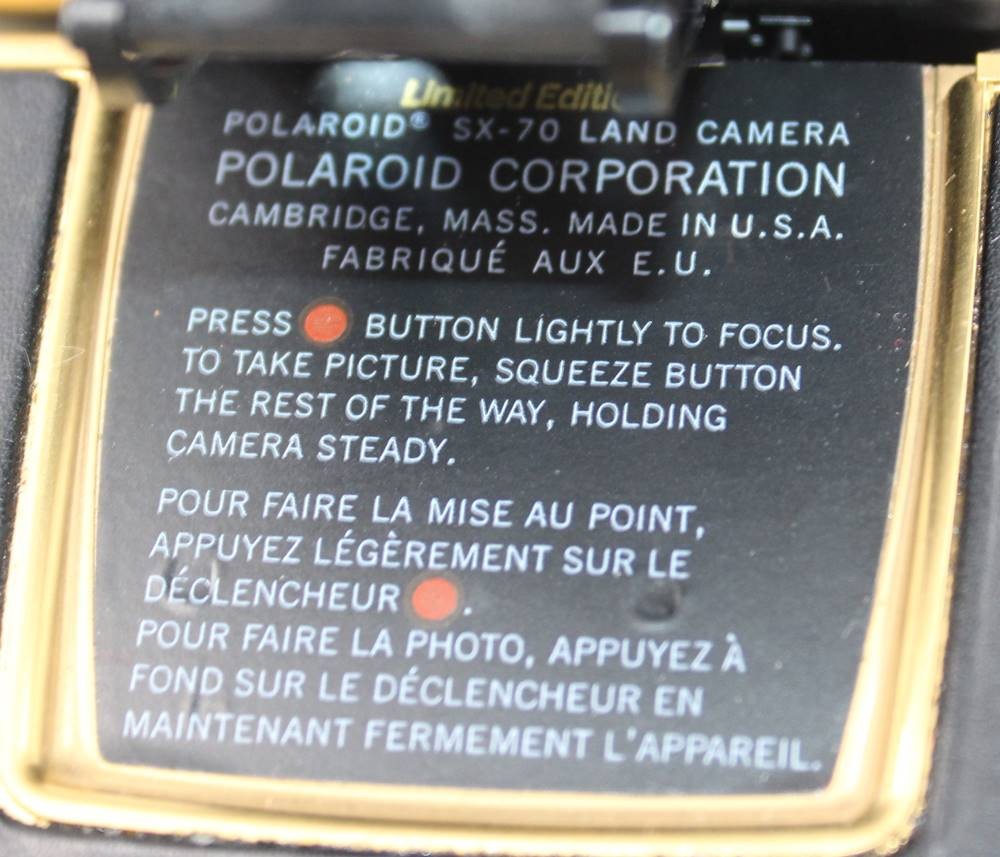 Limited
POLAROID® SX-70 LAND CAMERA
POLAROID CORPORATION
CAMBRIDGE, MASS. MADE IN U.S.A.
FABRIQUÉ AUX E.U.
PRESS BUTTON LIGHTLY TO FOCUS.
TO TAKE PICTURE, SQUEEZE BUTTON
THE REST OF THE WAY, HOLDING
CAMERA STEADY.
POUR FAIRE LA MISE AU POINT,
APPUYEZ LÉGÈREMENT SUR LE
DÉCLENCHEUR .
POUR FAIRE LA PHOTO, APPUYEZ À
FOND SUR LE DÉCLENCHEUR EN
MAINTENANT FERMEMENT L'APPAREIL.